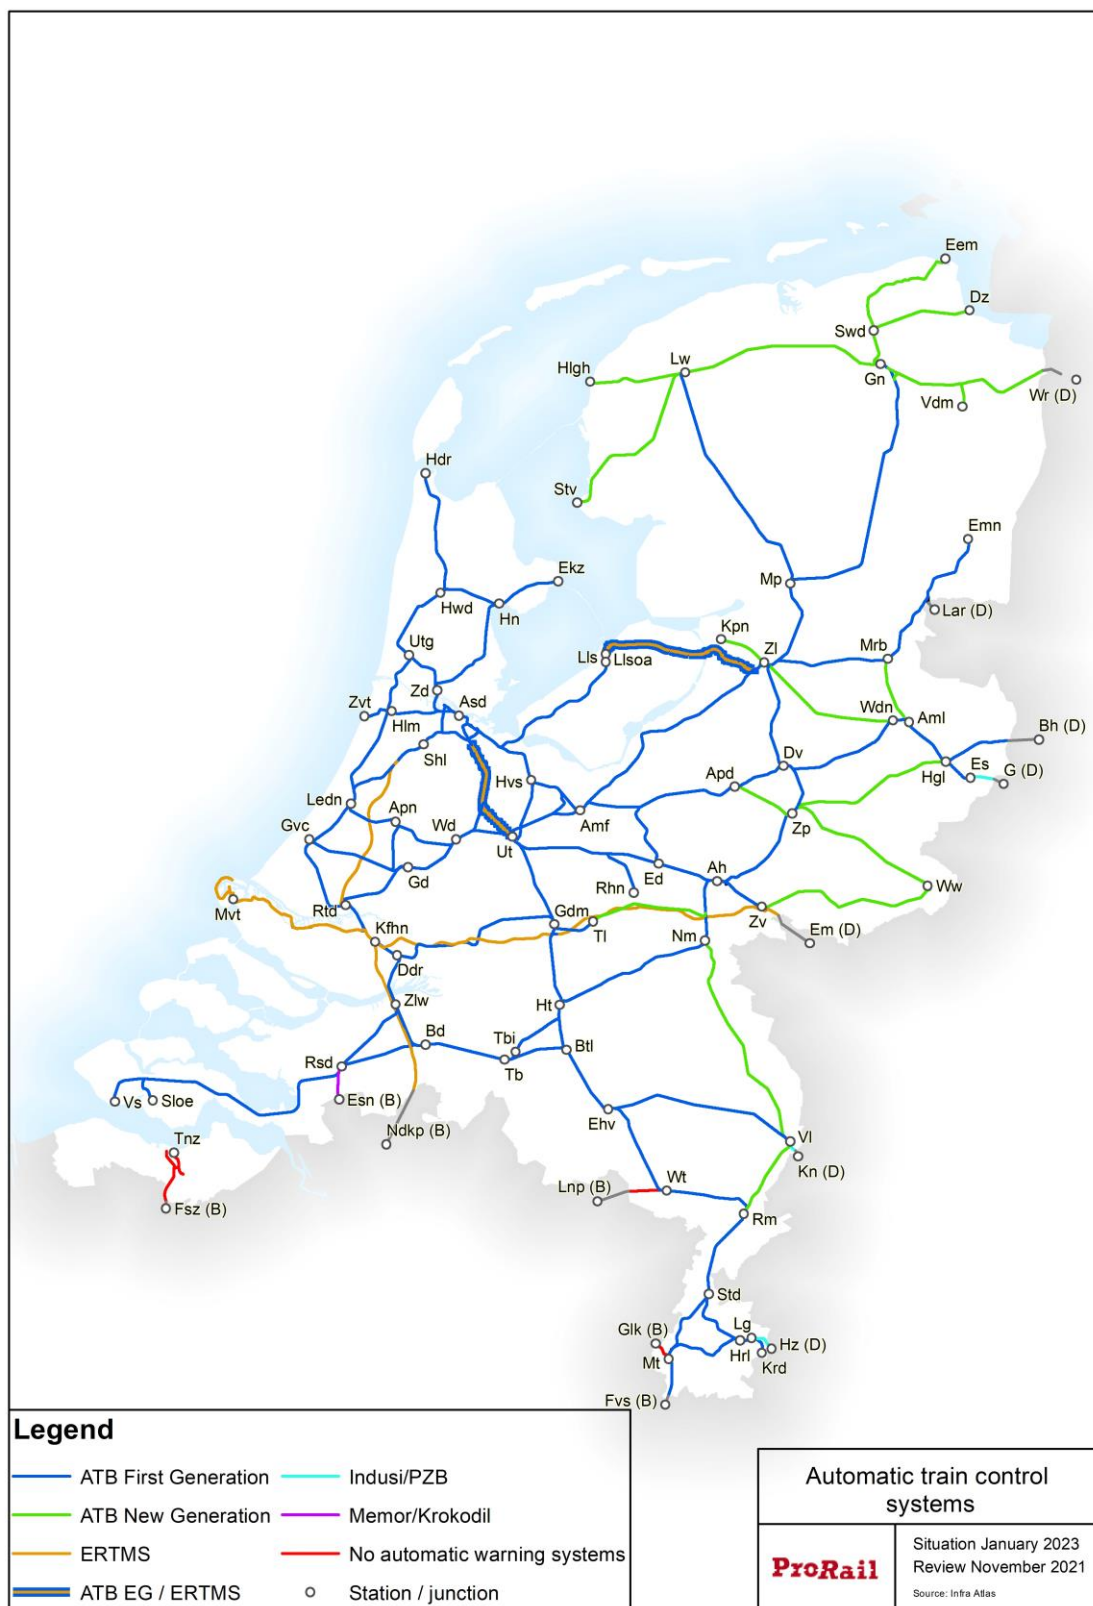 Eem
Dz
Swd
Lw
Hlgh
Gn
Wr (D)
Vdm
Hdr
Stv
Emn
Ekz
Mp
Hwd
Hn
Lar (D)
Kpn
Utg
Zl
Mrb
Lls
Llsoa
Zd
Zvt
Asd
Wdn
Hlm
Aml
Bh (D)
Shl
Dv
Es
Hvs
Apd
Hgl
G (D)
Ledn
Apn
Zp
Gvc
Wd
Amf
Ut
Gd
Ed
Ah
Rhn
Ww
Mvt
Rtd
Gdm
Zv
Kfhn
Tl
Em (D)
Nm
Ddr
Zlw
Ht
Bd
Tbi
Btl
Rsd
Tb
Vs
Sloe
Esn (B)
Ehv
Ndkp (B)
Tnz
Vl
Kn (D)
Lnp (B)
Wt
Fsz (B)
Rm
Std
Glk (B)
Lg
Hz (D)
Mt
Hrl
Krd
Fvs (B)
Legend
ATB First Generation
Indusi/PZB
ATB New Generation
Memor/Krokodil
ERTMS
No automatic warning systems
ATB EG / ERTMS
Station / junction
Automatic train control
systems
ProRail
Situation January 2023
Review November 2021
Source: Infra Atlas